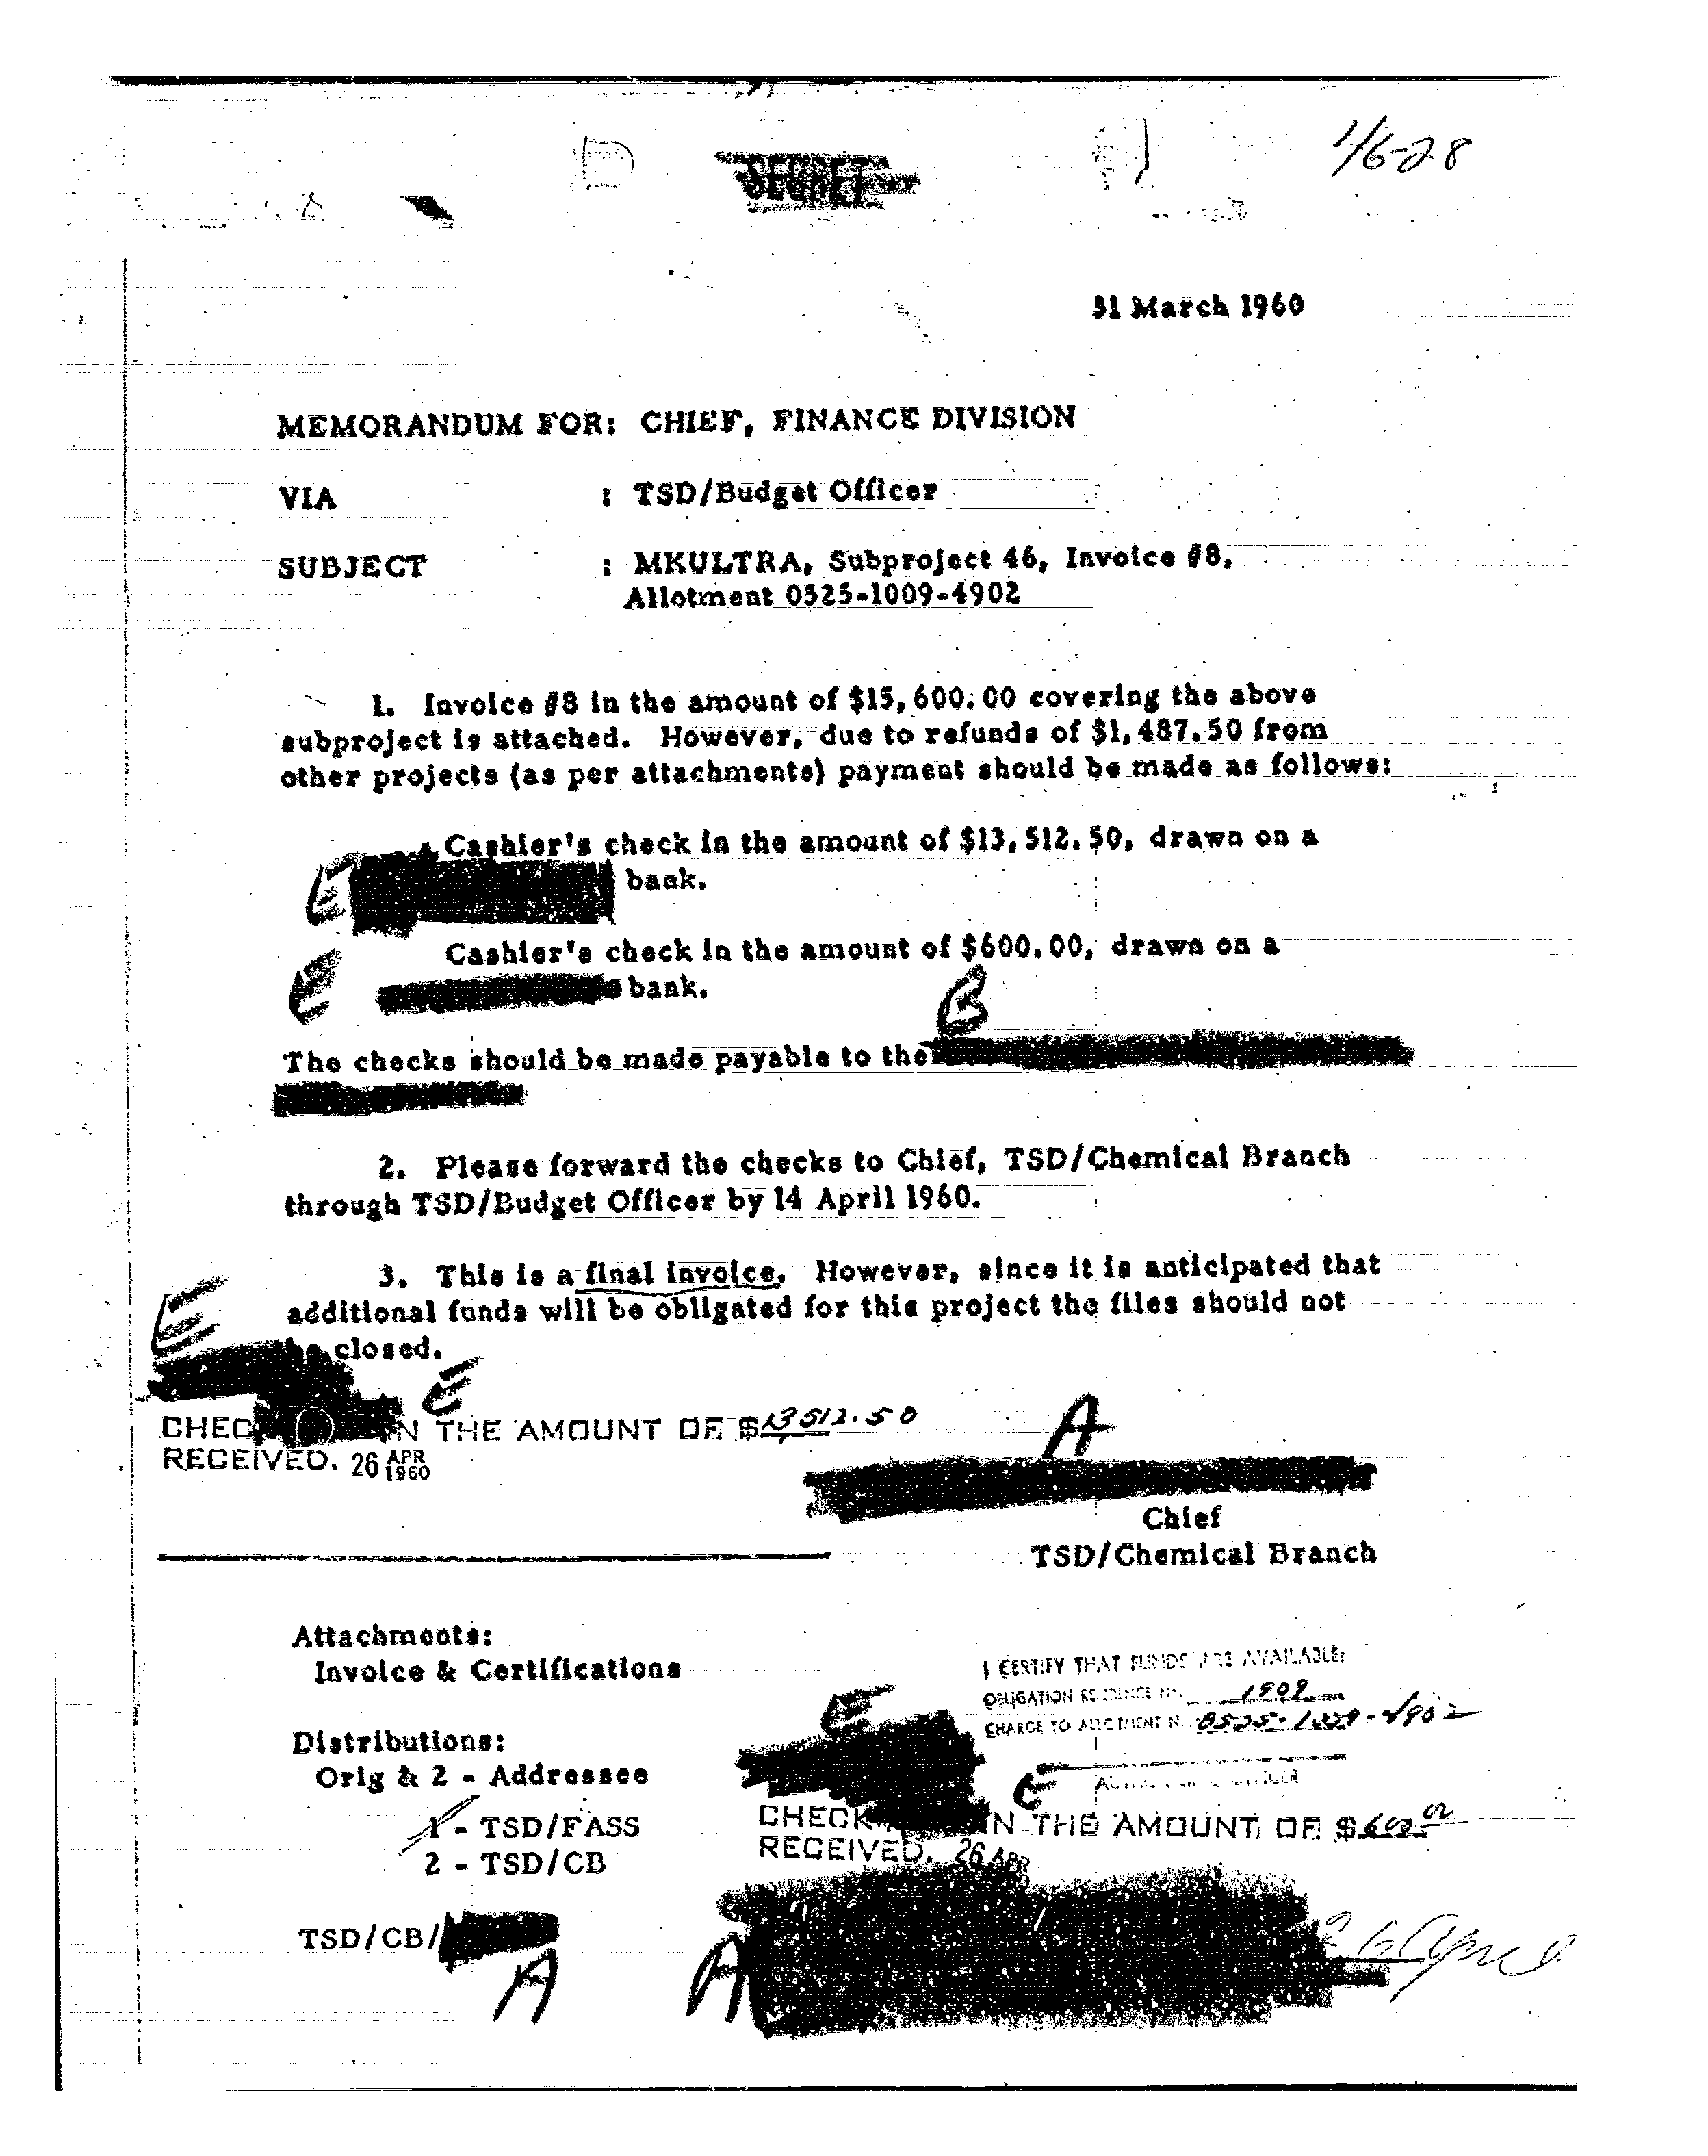 46-28
SECRET
31 March 1960
MEMORANDUM FOR: CHIEF, FINANCE DIVISION
VIA : TSD/Budget Officer
SUBJECT : MKULTRA, Subproject 46, Invoice #8,
Allotment 0525-1009-4902
1. Invoice #8 in the amount of $15,600.00 covering the above
subproject is attached. However, due to refunds of $1,487.50 from
other projects (as per attachments) payment should be made as follows:
A Cashier's check in the amount of $13,512.50, drawn on a
E bank.
Cashier's check in the amount of $600.00, drawn on a
E bank.
B
The checks should be made payable to the
2. Please forward the checks to Chief, TSD/Chemical Branch
through TSD/Budget Officer by 14 April 1960.
3. This is a final invoice. However, since it is anticipated that
additional funds will be obligated for this project the files should not
be closed.
E
E
CHECK IN THE AMOUNT OF $13,512.50
RECEIVED. 26 APR 1960
A
Chief
TSD/Chemical Branch
Attachments:
Invoice & Certifications
I CERTIFY THAT FUNDS ARE AVAILABLE
OBLIGATION REFERENCE NO. 1909
CHARGE TO ALLOTMENT NO. 0525-1009-4902
E
Distributions:
Orig & 2 - Addressee
1 - TSD/FASS
2 - TSD/CB
E
CHECK IN THE AMOUNT OF $600.00
RECEIVED. 26 APR
TSD/CB/
A
A
26 April